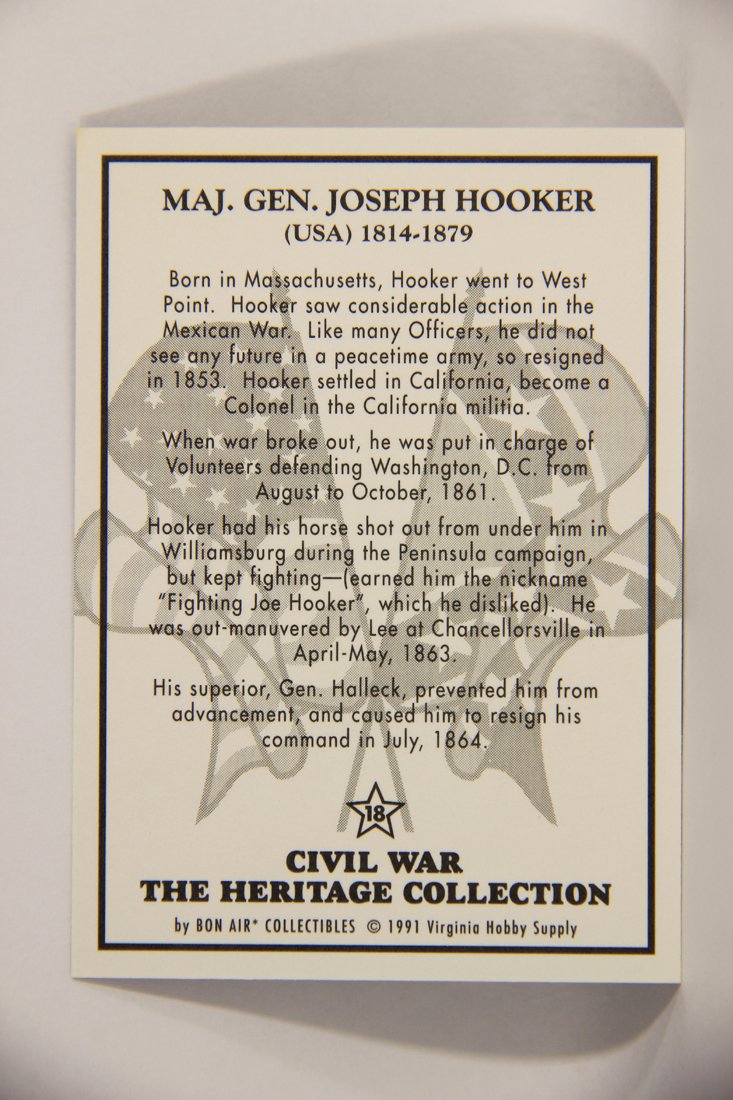 MAJ. GEN. JOSEPH HOOKER
(USA) 1814-1879
Born in Massachusetts, Hooker went to West
Point. Hooker saw considerable action in the
Mexican War. Like many Officers, he did not
see any future in a peacetime army, so resigned
in 1853. Hooker settled in California, become a
Colonel in the California militia.
When war broke out, he was put in charge of
Volunteers defending Washington, D.C. from
August to October, 1861.
Hooker had his horse shot out from under him in
Williamsburg during the Peninsula campaign,
but kept fighting—(earned him the nickname
"Fighting Joe Hooker", which he disliked). He
was out-manuvered by Lee at Chancellorsville in
April-May, 1863.
His superior, Gen. Halleck, prevented him from
advancement, and caused him to resign his
command in July, 1864.
18
CIVIL WAR
THE HERITAGE COLLECTION
by BON AIR* COLLECTIBLES © 1991 Virginia Hobby Supply